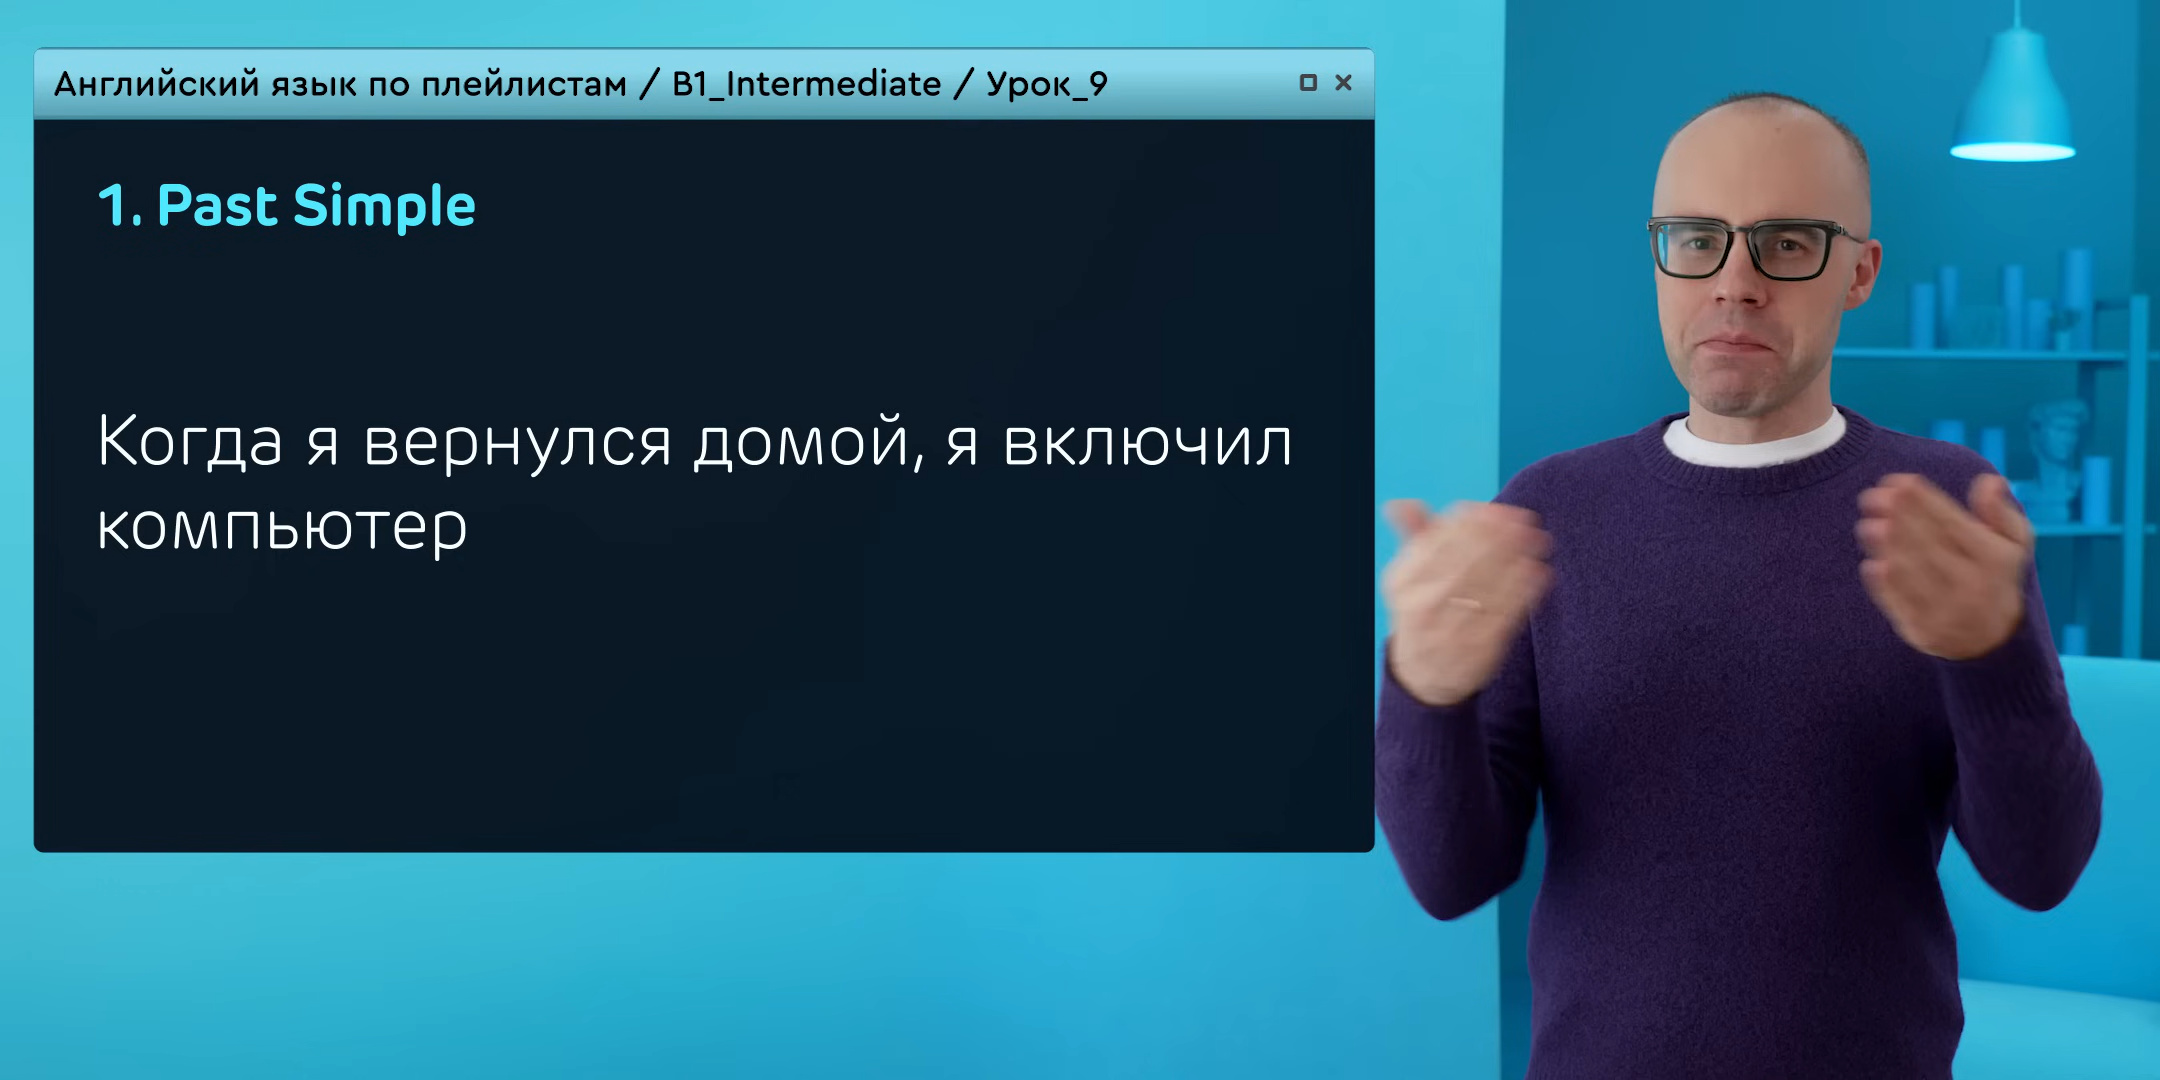 Английский язык по плейлистам / B1_Intermediate / Урок_9
1. Past Simple
Когда я вернулся домой, я включил
компьютер